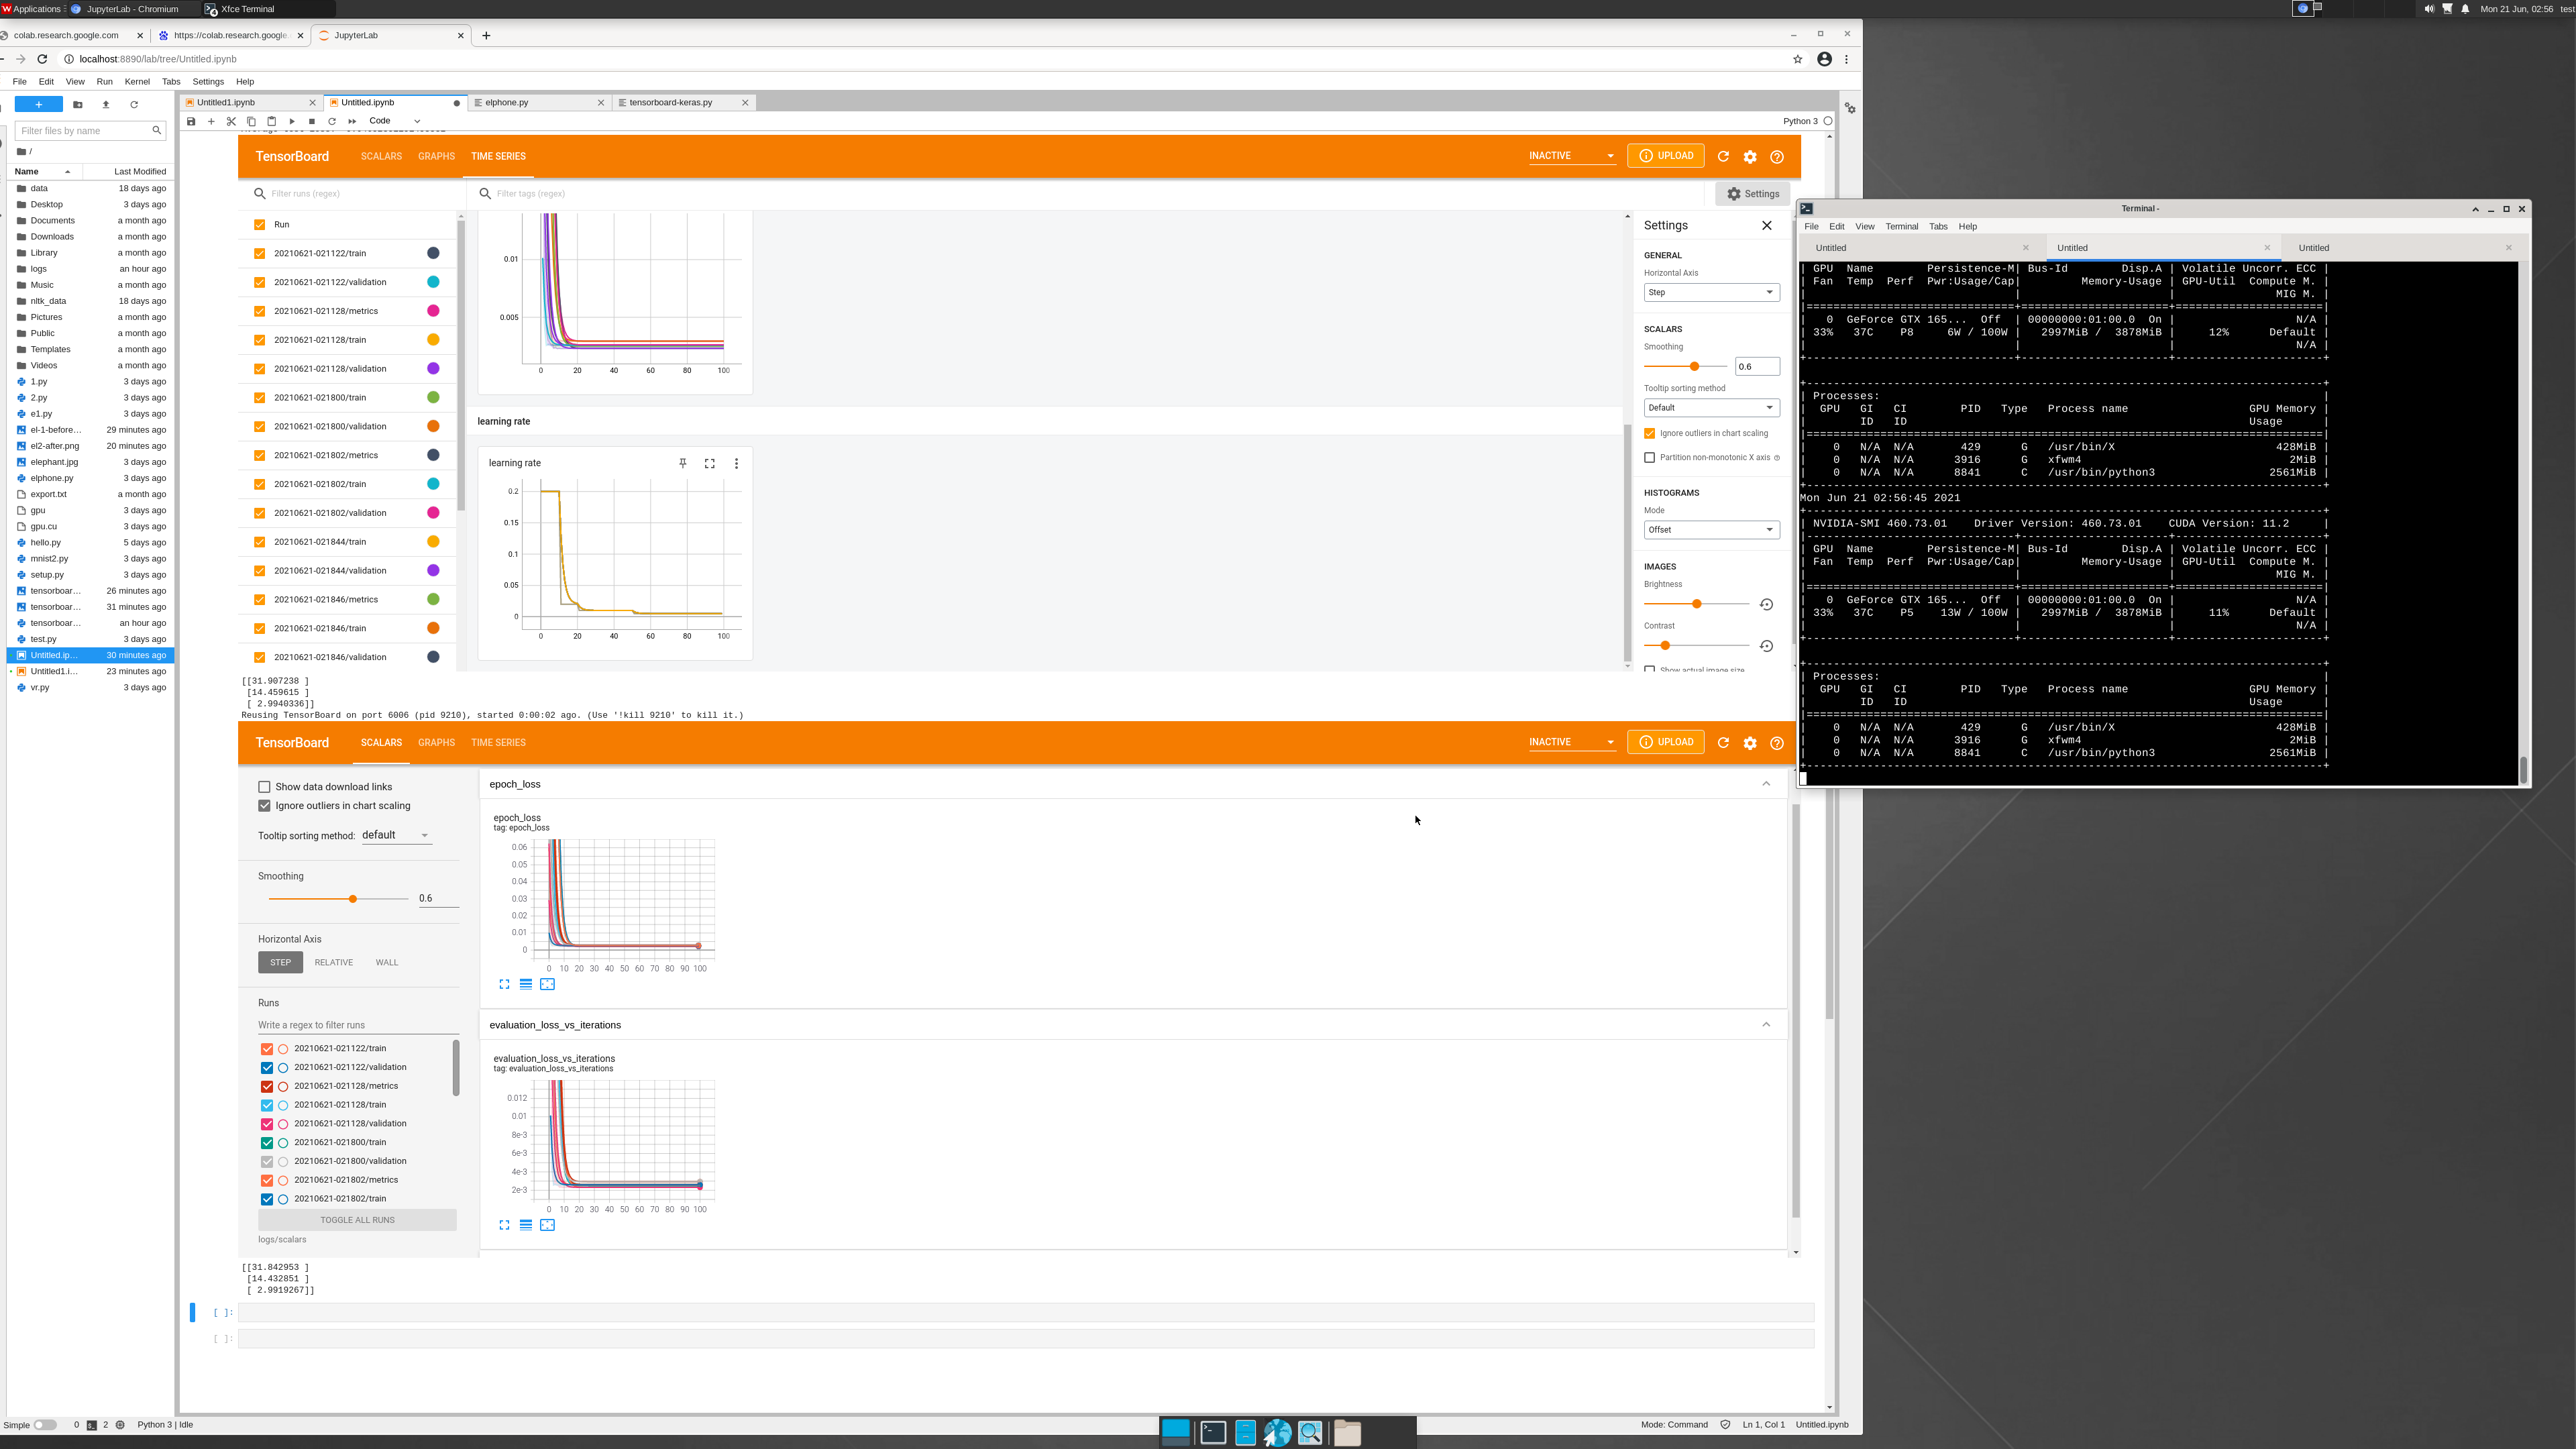 Applications
JupyterLab - Chromium
Xfce Terminal
Mon 21 Jun, 02:56 test
colab.research.google.com
https://colab.research.google.
JupyterLab
localhost:8890/lab/tree/Untitled.ipynb
File Edit View Run Kernel Tabs Settings Help
Untitled1.ipynb
Untitled.ipynb
elphone.py
tensorboard-keras.py
Code
Python 3
Filter files by name
/
Name Last Modified
data 18 days ago
Desktop 3 days ago
Documents a month ago
Downloads a month ago
Library a month ago
logs an hour ago
Music a month ago
nltk_data 18 days ago
Pictures a month ago
Public a month ago
Templates a month ago
Videos a month ago
1.py 3 days ago
2.py 3 days ago
e1.py 3 days ago
el-1-before... 29 minutes ago
el2-after.png 20 minutes ago
elephant.jpg 3 days ago
elphone.py 3 days ago
export.txt a month ago
gpu 3 days ago
gpu.cu 3 days ago
hello.py 5 days ago
mnist2.py 3 days ago
setup.py 3 days ago
tensorboar... 26 minutes ago
tensorboar... 31 minutes ago
tensorboar... an hour ago
test.py 3 days ago
Untitled.ip... 30 minutes ago
Untitled1.i... 23 minutes ago
vr.py 3 days ago
TensorBoard SCALARS GRAPHS TIME SERIES INACTIVE UPLOAD
Filter runs (regex)
Filter tags (regex)
Settings
Run
20210621-021122/train
20210621-021122/validation
20210621-021128/metrics
20210621-021128/train
20210621-021128/validation
20210621-021800/train
20210621-021800/validation
20210621-021802/metrics
20210621-021802/train
20210621-021802/validation
20210621-021844/train
20210621-021844/validation
20210621-021846/metrics
20210621-021846/train
20210621-021846/validation
0.01
0.005
0 20 40 60 80 100
learning rate
learning rate
0.2
0.15
0.1
0.05
0
0 20 40 60 80 100
Settings
GENERAL
Horizontal Axis
Step
SCALARS
Smoothing
0.6
Tooltip sorting method
Default
Ignore outliers in chart scaling
Partition non-monotonic X axis
HISTOGRAMS
Mode
Offset
IMAGES
Brightness
Contrast
Show actual image size
[[31.907238 ]
[14.459615 ]
[ 2.9940336]]
Reusing TensorBoard on port 6006 (pid 9210), started 0:00:02 ago. (Use '!kill 9210' to kill it.)
TensorBoard SCALARS GRAPHS TIME SERIES INACTIVE UPLOAD
Show data download links
Ignore outliers in chart scaling
Tooltip sorting method: default
Smoothing
0.6
Horizontal Axis
STEP RELATIVE WALL
Runs
Write a regex to filter runs
20210621-021122/train
20210621-021122/validation
20210621-021128/metrics
20210621-021128/train
20210621-021128/validation
20210621-021800/train
20210621-021800/validation
20210621-021802/metrics
20210621-021802/train
TOGGLE ALL RUNS
logs/scalars
epoch_loss
epoch_loss
tag: epoch_loss
0.06
0.05
0.04
0.03
0.02
0.01
0
0 10 20 30 40 50 60 70 80 90 100
evaluation_loss_vs_iterations
evaluation_loss_vs_iterations
tag: evaluation_loss_vs_iterations
0.012
0.01
8e-3
6e-3
4e-3
2e-3
0 10 20 30 40 50 60 70 80 90 100
[[31.842953 ]
[14.432851 ]
[ 2.9919267]]
[ ]:
[ ]:
Simple 0 2 Python 3 | Idle
Mode: Command Ln 1, Col 1 Untitled.ipynb
Terminal -
File Edit View Terminal Tabs Help
Untitled Untitled Untitled
| GPU Name Persistence-M| Bus-Id Disp.A | Volatile Uncorr. ECC |
| Fan Temp Perf Pwr:Usage/Cap| Memory-Usage | GPU-Util Compute M. |
| | | MIG M. |
|===============================+======================+======================|
| 0 GeForce GTX 165... Off | 00000000:01:00.0 On | N/A |
| 33% 37C P8 6W / 100W | 2997MiB / 3878MiB | 12% Default |
| | | N/A |
+-------------------------------+----------------------+----------------------+
+-----------------------------------------------------------------------------+
| Processes: |
| GPU GI CI PID Type Process name GPU Memory |
| ID ID Usage |
|=============================================================================|
| 0 N/A N/A 429 G /usr/bin/X 428MiB |
| 0 N/A N/A 3916 G xfwm4 2MiB |
| 0 N/A N/A 8841 C /usr/bin/python3 2561MiB |
+-----------------------------------------------------------------------------+
Mon Jun 21 02:56:45 2021
+-----------------------------------------------------------------------------+
| NVIDIA-SMI 460.73.01 Driver Version: 460.73.01 CUDA Version: 11.2 |
|-------------------------------+----------------------+----------------------+
| GPU Name Persistence-M| Bus-Id Disp.A | Volatile Uncorr. ECC |
| Fan Temp Perf Pwr:Usage/Cap| Memory-Usage | GPU-Util Compute M. |
| | | MIG M. |
|===============================+======================+======================|
| 0 GeForce GTX 165... Off | 00000000:01:00.0 On | N/A |
| 33% 37C P5 13W / 100W | 2997MiB / 3878MiB | 11% Default |
| | | N/A |
+-------------------------------+----------------------+----------------------+
+-----------------------------------------------------------------------------+
| Processes: |
| GPU GI CI PID Type Process name GPU Memory |
| ID ID Usage |
|=============================================================================|
| 0 N/A N/A 429 G /usr/bin/X 428MiB |
| 0 N/A N/A 3916 G xfwm4 2MiB |
| 0 N/A N/A 8841 C /usr/bin/python3 2561MiB |
+-----------------------------------------------------------------------------+